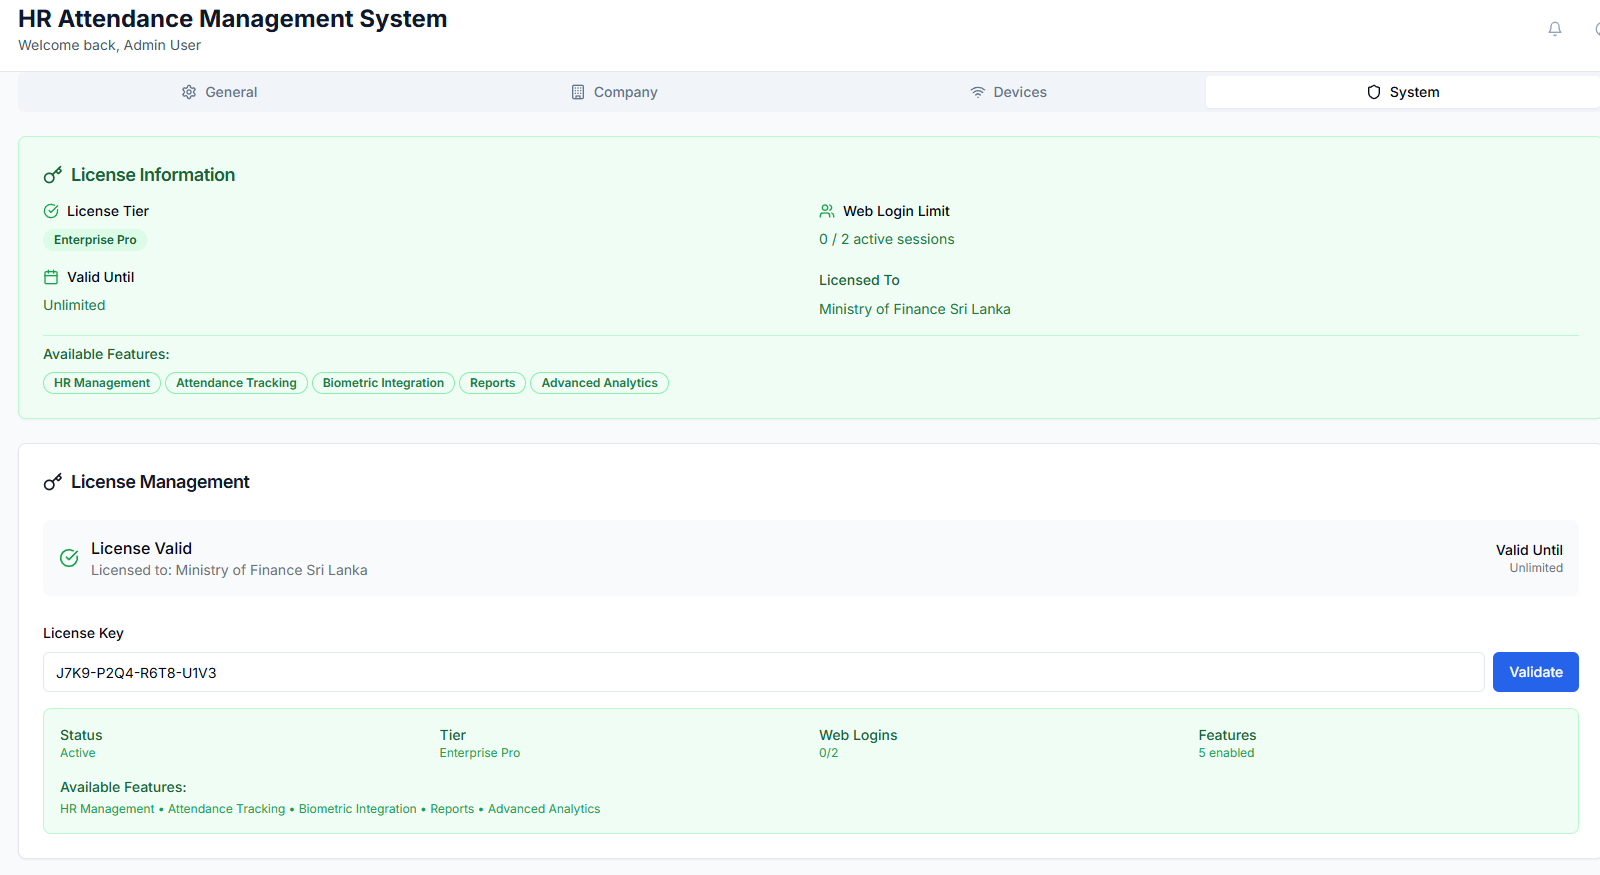 HR Attendance Management System
Welcome back, Admin User
General
Company
Devices
System
License Information
License Tier
Enterprise Pro
Valid Until
Unlimited
Web Login Limit
0 / 2 active sessions
Licensed To
Ministry of Finance Sri Lanka
Available Features:
HR Management
Attendance Tracking
Biometric Integration
Reports
Advanced Analytics
License Management
License Valid
Licensed to: Ministry of Finance Sri Lanka
Valid Until
Unlimited
License Key
J7K9-P2Q4-R6T8-U1V3
Validate
Status
Active
Tier
Enterprise Pro
Web Logins
0/2
Features
5 enabled
Available Features:
HR Management • Attendance Tracking • Biometric Integration • Reports • Advanced Analytics